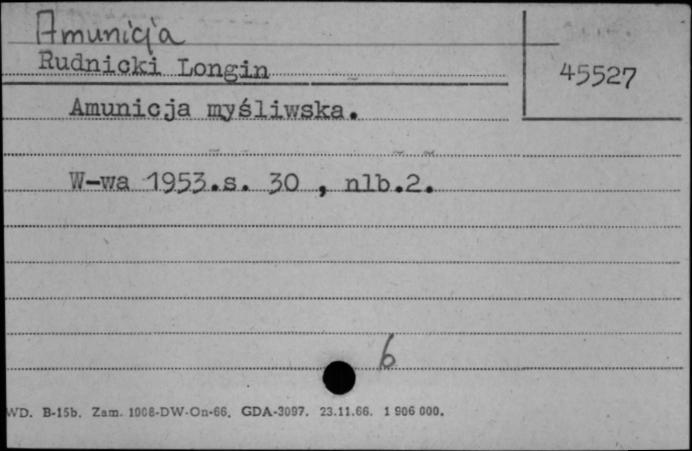 Amunicja
Rudnicki Longin
45527
Amunicja myśliwska.
W-wa 1953.s. 30 , nlb.2.
6
WD. B-15b. Zam. 1008-DW-On-66. GDA-3097. 23.11.66. 1 906 000.